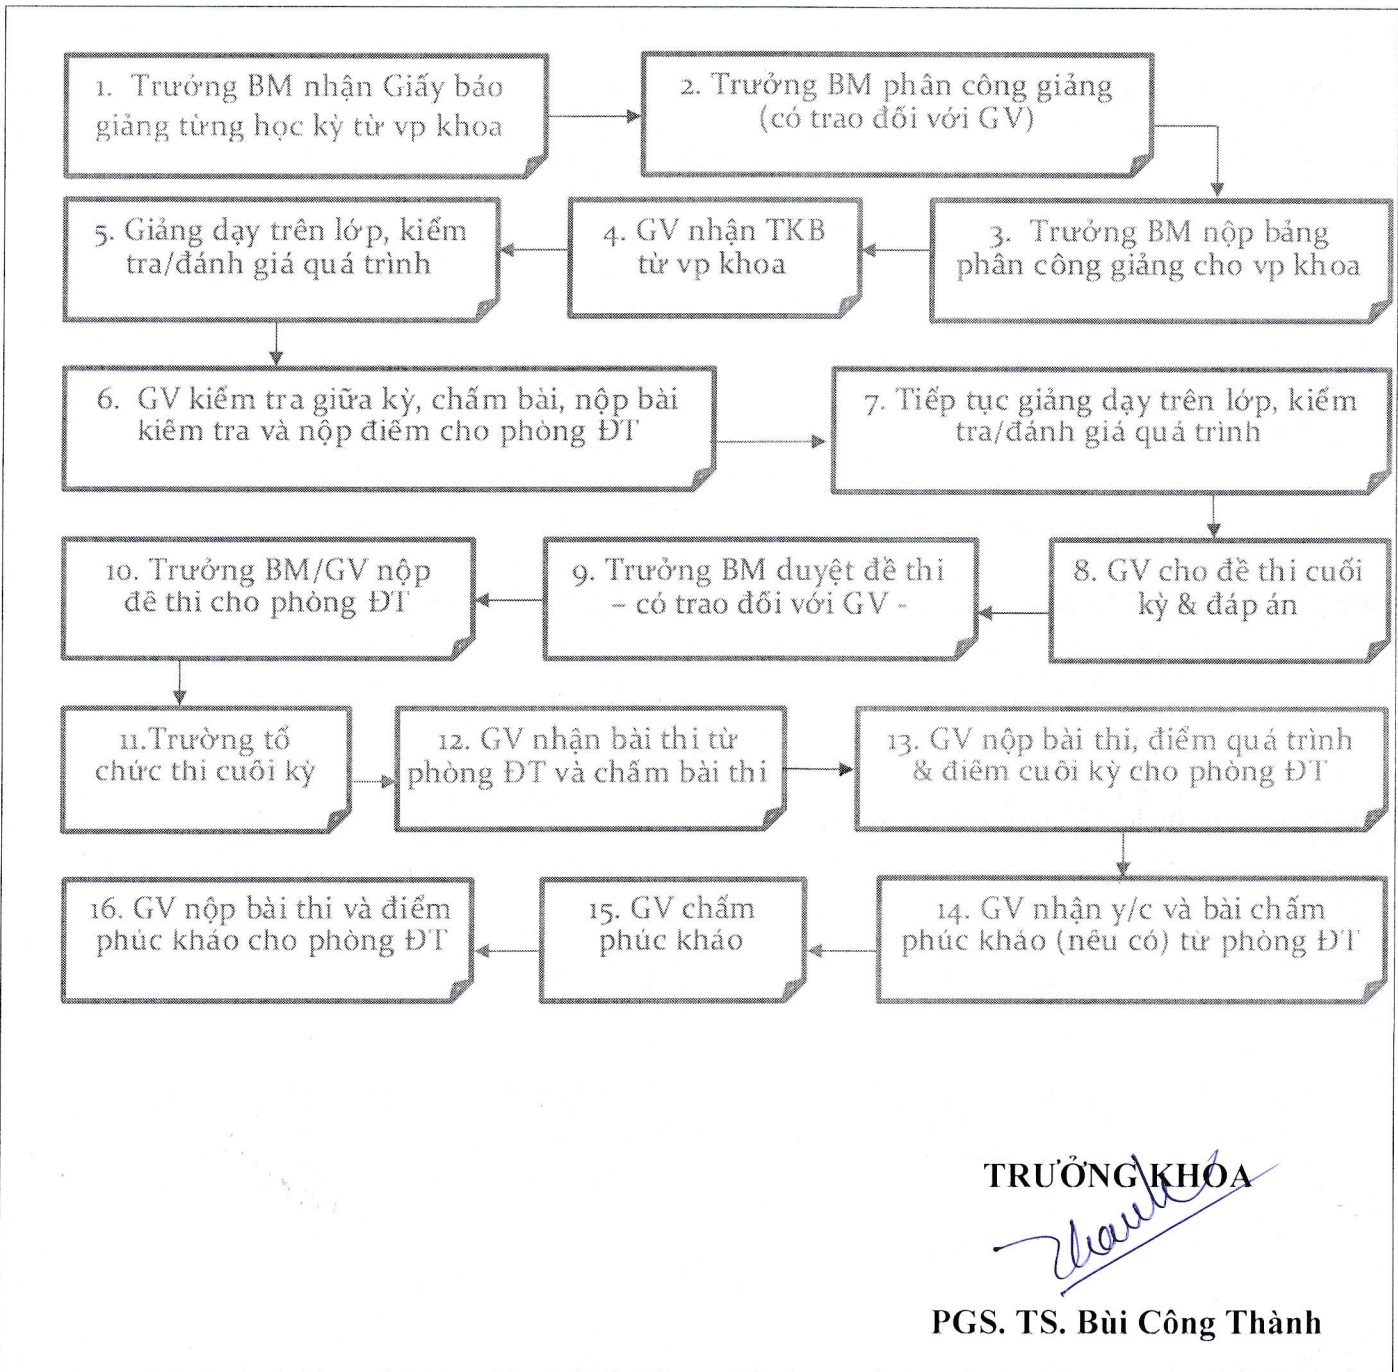 1. Trưởng BM nhận Giấy báo
giảng từng học kỳ từ vp khoa
2. Trưởng BM phân công giảng
(có trao đổi với GV)
3. Trưởng BM nộp bảng
phân công giảng cho vp khoa
4. GV nhận TKB
từ vp khoa
5. Giảng dạy trên lớp, kiểm
tra/đánh giá quá trình
6. GV kiểm tra giữa kỳ, chấm bài, nộp bài
kiểm tra và nộp điểm cho phòng ĐT
7. Tiếp tục giảng dạy trên lớp, kiểm
tra/đánh giá quá trình
8. GV cho đề thi cuối
kỳ & đáp án
9. Trưởng BM duyệt đề thi
– có trao đổi với GV -
10. Trưởng BM/GV nộp
đề thi cho phòng ĐT
11.Trường tổ
chức thi cuối kỳ
12. GV nhận bài thi từ
phòng ĐT và chấm bài thi
13. GV nộp bài thi, điểm quá trình
& điểm cuối kỳ cho phòng ĐT
14. GV nhận y/c và bài chấm
phúc khảo (nếu có) từ phòng ĐT
15. GV chấm
phúc khảo
16. GV nộp bài thi và điểm
phúc khảo cho phòng ĐT
TRƯỞNG KHOA
Thanh
PGS. TS. Bùi Công Thành